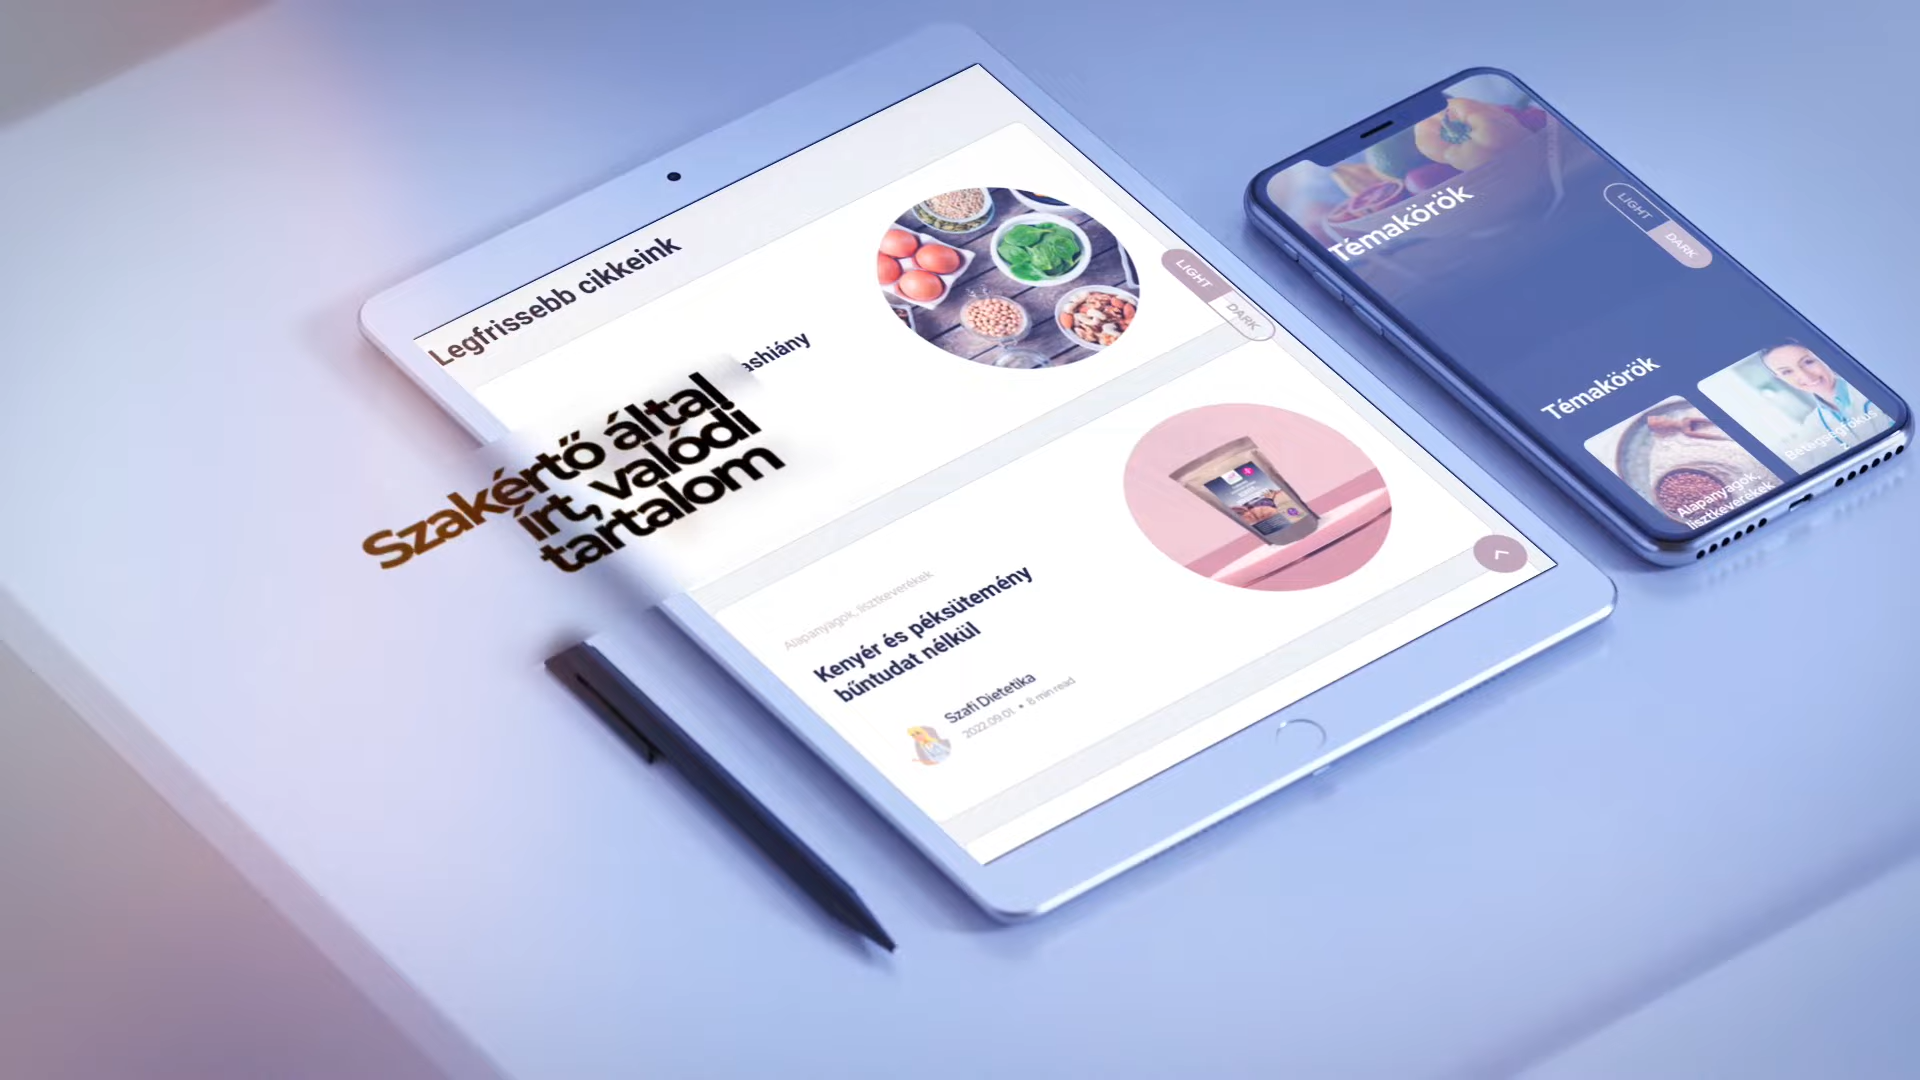 Legfrissebb cikkeink
Szakértő által
írt, valódi
tartalom
LIGHT
DARK
Alapanyagok, lisztkeverékek
Kenyér és péksütemény
bűntudat nélkül
Szafi Dietetika
2022.09.01 • 8 min read
Témakörök
LIGHT
DARK
Témakörök
Alapanyagok,
lisztkeverékek
Betegségfókus
z